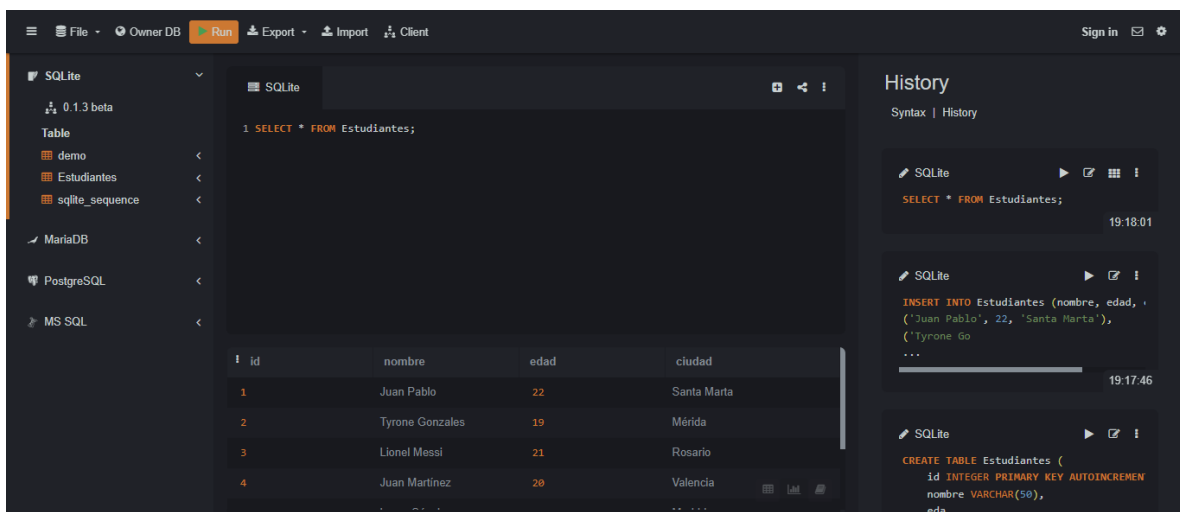 File Owner DB Run Export Import Client Sign in
SQLite
0.1.3 beta
Table
demo
Estudiantes
sqlite_sequence
MariaDB
PostgreSQL
MS SQL
SQLite
1 SELECT * FROM Estudiantes;
id nombre edad ciudad
1 Juan Pablo 22 Santa Marta
2 Tyrone Gonzales 19 Mérida
3 Lionel Messi 21 Rosario
4 Juan Martínez 20 Valencia
History
Syntax | History
SQLite
SELECT * FROM Estudiantes;
19:18:01
SQLite
INSERT INTO Estudiantes (nombre, edad,
('Juan Pablo', 22, 'Santa Marta'),
('Tyrone Go
...
19:17:46
SQLite
CREATE TABLE Estudiantes (
id INTEGER PRIMARY KEY AUTOINCREMEN
nombre VARCHAR(50),
eda